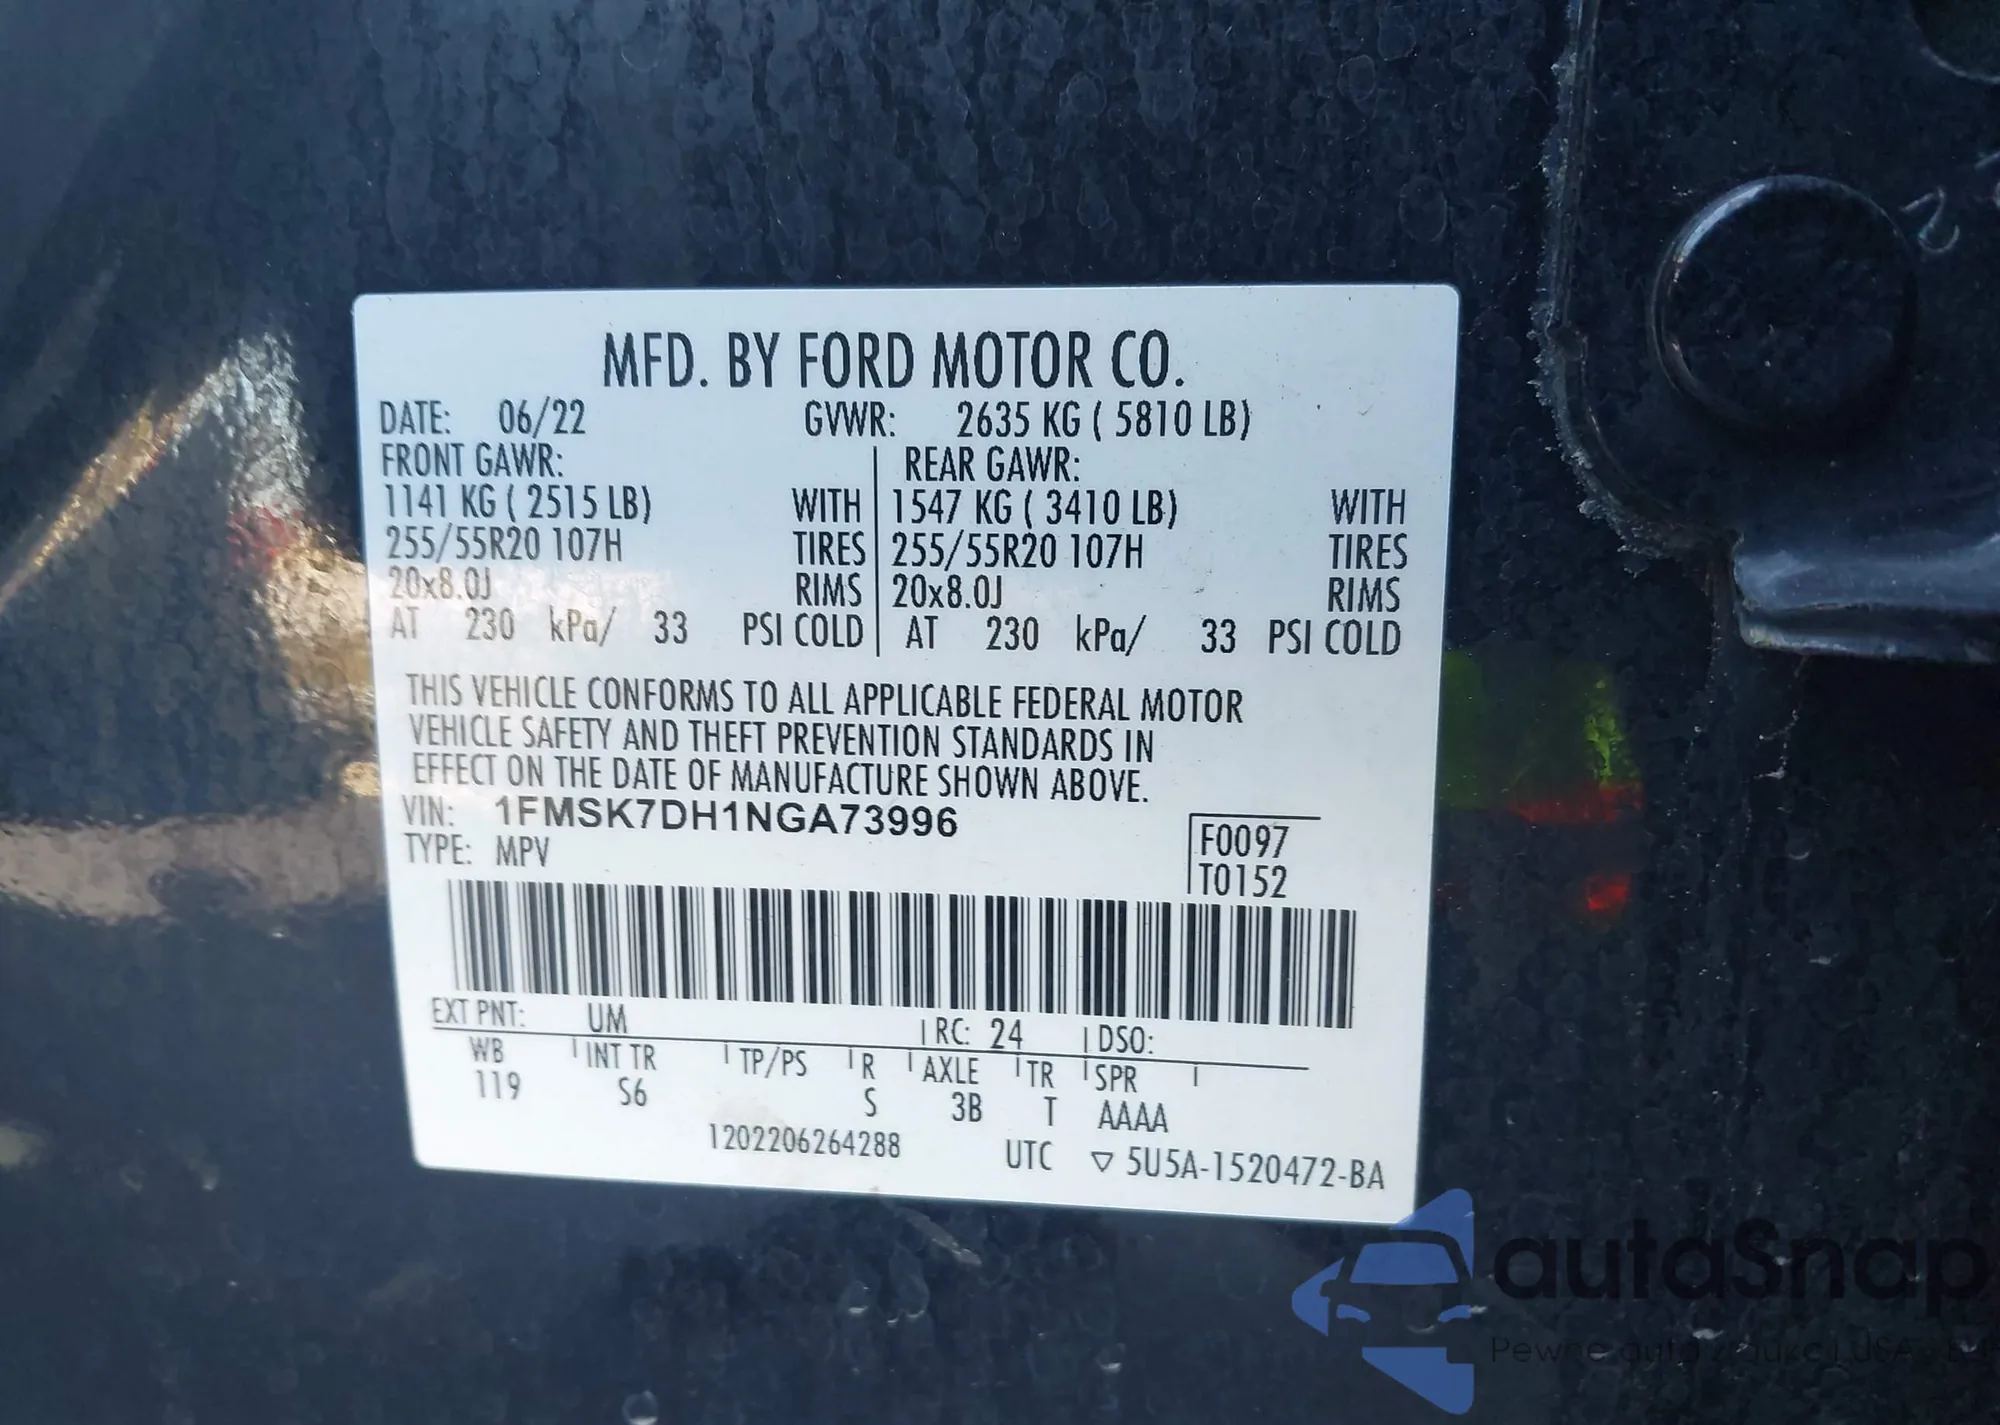 MFD. BY FORD MOTOR CO.
DATE: 06/22 GVWR: 2635 KG ( 5810 LB)
FRONT GAWR: REAR GAWR:
1141 KG ( 2515 LB) WITH 1547 KG ( 3410 LB) WITH
255/55R20 107H TIRES 255/55R20 107H TIRES
20x8.0J RIMS 20x8.0J RIMS
AT 230 kPa/ 33 PSI COLD AT 230 kPa/ 33 PSI COLD
THIS VEHICLE CONFORMS TO ALL APPLICABLE FEDERAL MOTOR
VEHICLE SAFETY AND THEFT PREVENTION STANDARDS IN
EFFECT ON THE DATE OF MANUFACTURE SHOWN ABOVE.
VIN: 1FMSK7DH1NGA73996
TYPE: MPV
F0097
T0152
EXT PNT: UM RC: 24 DSO:
WB INT TR TP/PS R AXLE TR SPR
119 S6 S 3B T AAAA
1202206264288 UTC ▽ 5U5A-1520472-BA
autaSnap
Pewne auta z USA